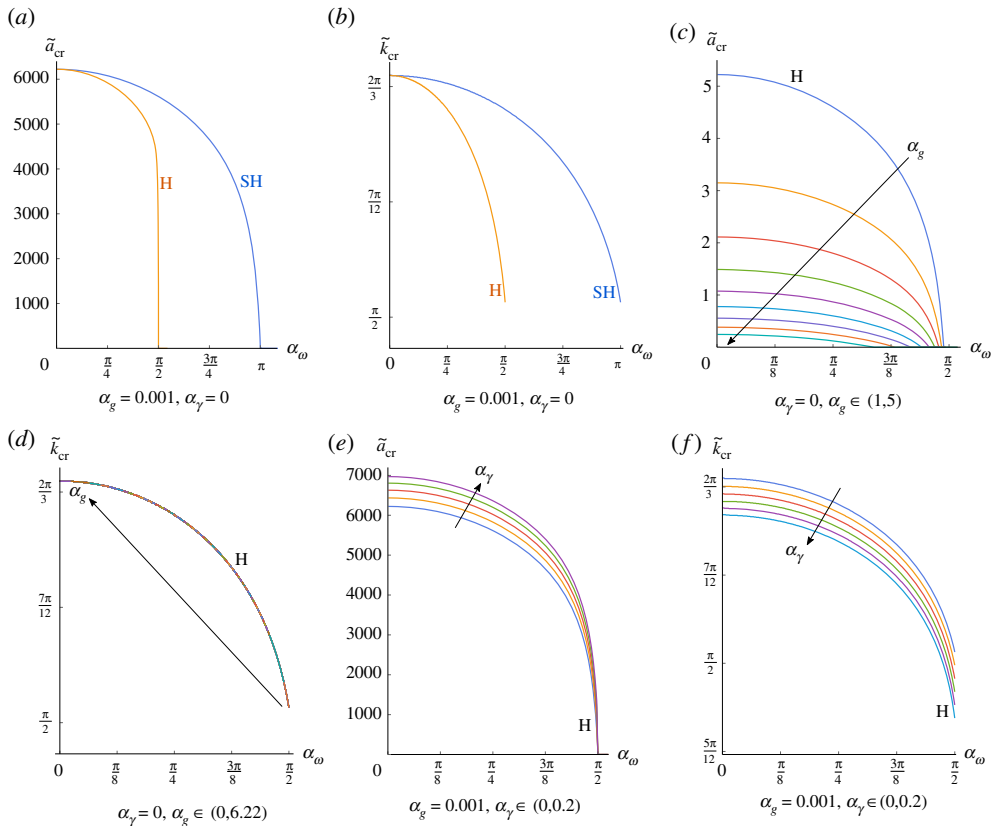 (a)
ã_cr
6000
5000
4000
3000
2000
1000
0
π/4
π/2
3π/4
π
α_ω
H
SH
α_g = 0.001, α_γ = 0
(b)
k̃_cr
2π/3
7π/12
π/2
0
π/4
π/2
3π/4
π
α_ω
H
SH
α_g = 0.001, α_γ = 0
(c)
ã_cr
5
4
3
2
1
0
π/8
π/4
3π/8
π/2
α_ω
H
α_g
α_γ = 0, α_g ∈ (1,5)
(d)
k̃_cr
2π/3
7π/12
π/2
0
π/8
π/4
3π/8
π/2
α_ω
α_g
H
α_γ = 0, α_g ∈ (0,6.22)
(e)
ã_cr
7000
6000
5000
4000
3000
2000
1000
0
π/8
π/4
3π/8
π/2
α_ω
α_γ
H
α_g = 0.001, α_γ ∈ (0,0.2)
(f)
k̃_cr
2π/3
7π/12
π/2
5π/12
0
π/8
π/4
3π/8
π/2
α_ω
α_γ
H
α_g = 0.001, α_γ ∈ (0,0.2)